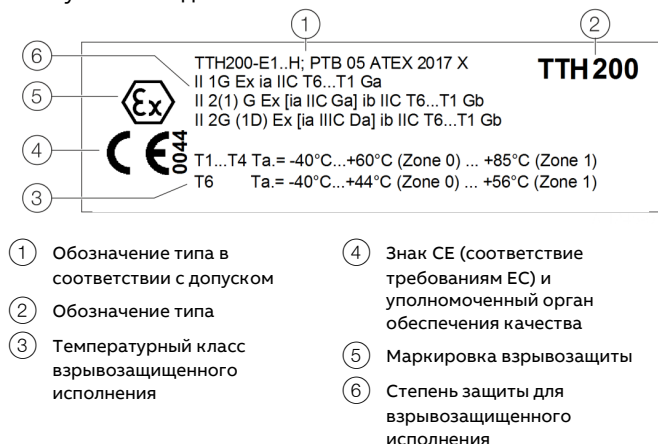 1
2
6
5
4
3
TTH200-E1..H; PTB 05 ATEX 2017 X
TTH 200
II 1G Ex ia IIC T6...T1 Ga
II 2(1) G Ex [ia IIC Ga] ib IIC T6...T1 Gb
II 2G (1D) Ex [ia IIIC Da] ib IIC T6...T1 Gb
Ex
CE 0044
T1...T4 Ta.= -40°C...+60°C (Zone 0) ... +85°C (Zone 1)
T6 Ta.= -40°C...+44°C (Zone 0) ... +56°C (Zone 1)
1 Обозначение типа в
соответствии с допуском
2 Обозначение типа
3 Температурный класс
взрывозащищенного
исполнения
4 Знак CE (соответствие
требованиям ЕС) и
уполномоченный орган
обеспечения качества
5 Маркировка взрывозащиты
6 Степень защиты для
взрывозащищенного
исполнения